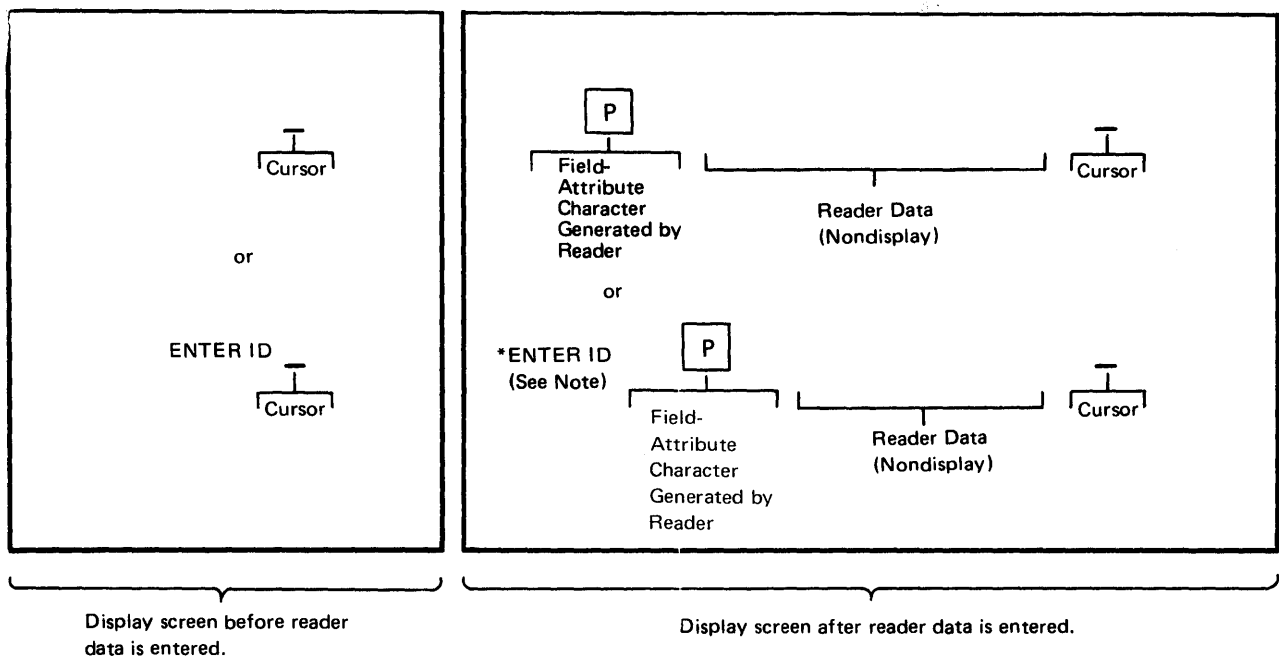 Cursor
or
ENTER ID
Cursor
Display screen before reader
data is entered.
P
Field-
Attribute
Character
Generated by
Reader
Reader Data
(Nondisplay)
Cursor
or
*ENTER ID
(See Note)
P
Field-
Attribute
Character
Generated by
Reader
Reader Data
(Nondisplay)
Cursor
Display screen after reader data is entered.